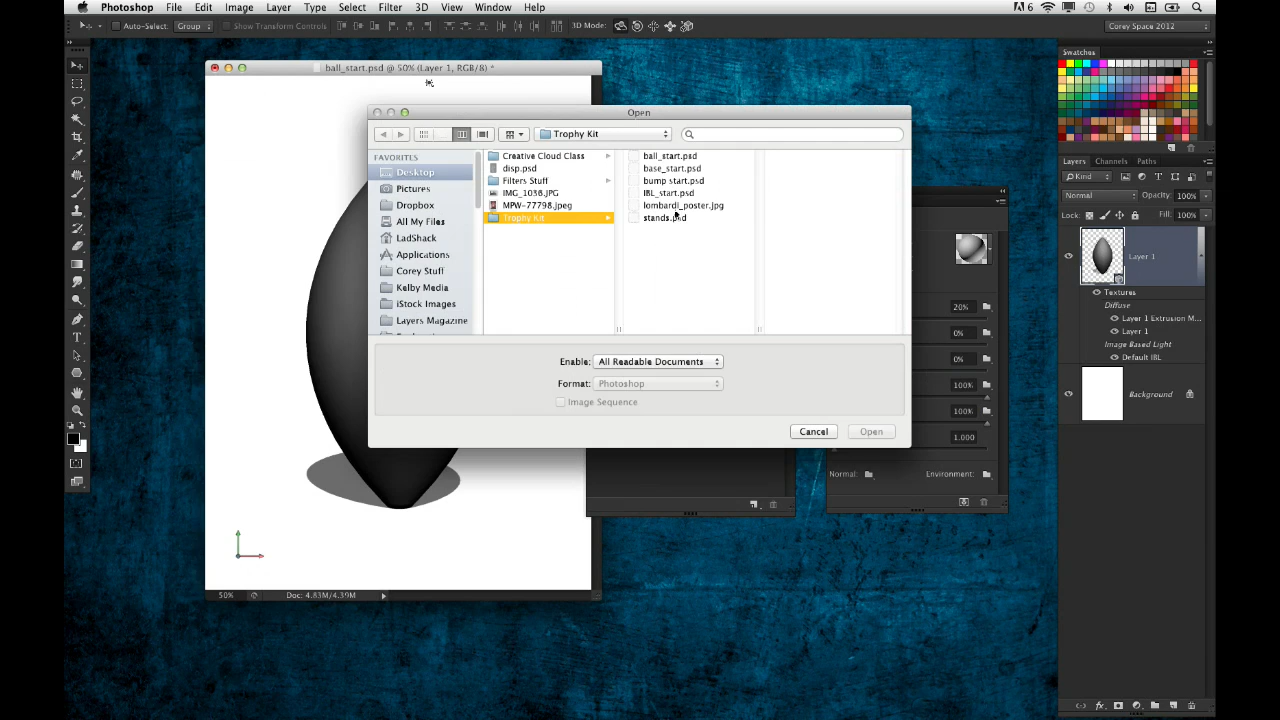 Photoshop File Edit Image Layer Type Select Filter 3D View Window Help 6
Auto-Select: Group Show Transform Controls 3D Mode: Corey Space 2012
ball_start.psd @ 50% (Layer 1, RGB/8) *
Open
Trophy Kit
FAVORITES
Desktop
Pictures
Dropbox
All My Files
LadShack
Applications
Corey Stuff
Kelby Media
iStock Images
Layers Magazine
Creative Cloud Class
disp.psd
Filters Stuff
IMG_1036.JPG
MPW-77798.jpeg
Trophy Kit
ball_start.psd
base_start.psd
bump start.psd
IBL_start.psd
lombardi_poster.jpg
stands.psd
Enable: All Readable Documents
Format: Photoshop
Image Sequence
Cancel Open
20%
0%
0%
100%
100%
1.000
Normal: Environment:
50% Doc: 4.83M/4.39M
Swatches
Layers Channels Paths
Kind
Normal Opacity: 100%
Lock: Fill: 100%
Layer 1
Textures
Diffuse
Layer 1 Extrusion M...
Layer 1
Image Based Light
Default IBL
Background